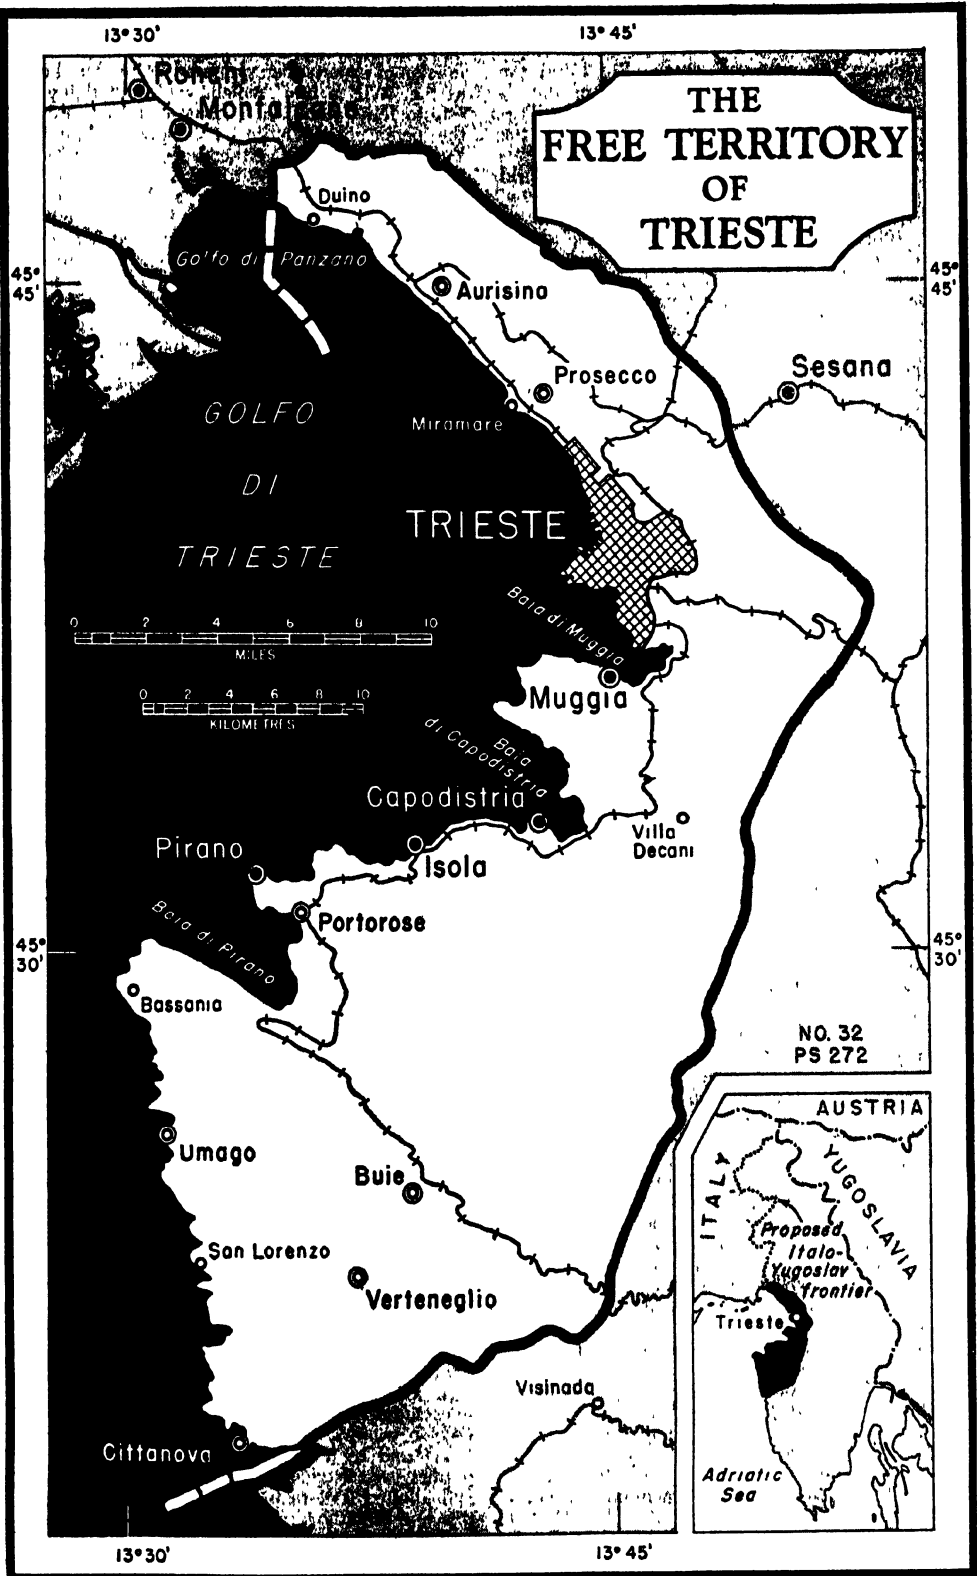 13° 30'
13° 45'
THE
FREE TERRITORY
OF
TRIESTE
Ronchi
Monfalcone
Duino
Golfo di Panzano
45°
45'
45°
45'
Aurisina
Prosecco
Sesana
Miramare
GOLFO
DI
TRIESTE
TRIESTE
Baia di Muggia
0 2 4 6 8 10
MILES
0 2 4 6 8 10
KILOMETRES
Muggia
Baia
di Capodistria
Capodistria
Villa
Decani
Pirano
Isola
Portorose
Baia di Pirano
45°
30'
45°
30'
Bassania
NO. 32
PS 272
Umago
Buie
San Lorenzo
Verteneglio
Visinada
Cittanova
AUSTRIA
ITALY
YUGOSLAVIA
Proposed
Italo-
Yugoslav
frontier
Trieste
Adriatic
Sea
13° 30'
13° 45'